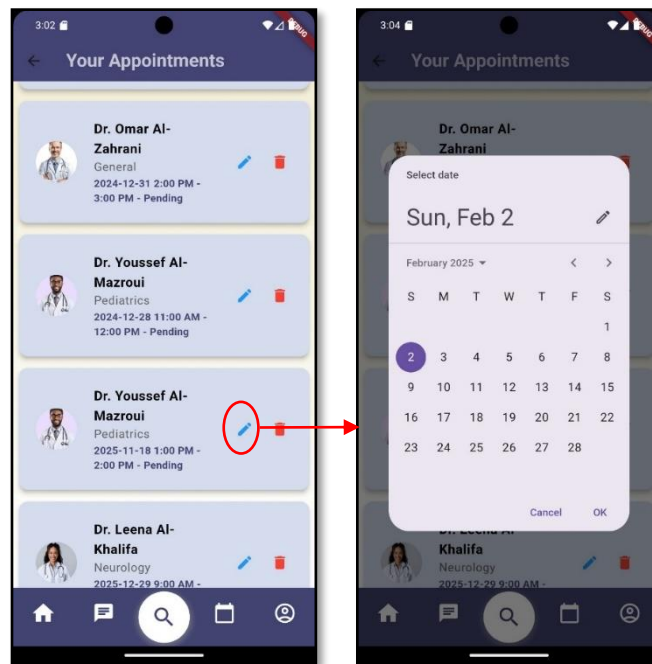 3:02
DEBUG
Your Appointments
Dr. Omar Al-
Zahrani
General
2024-12-31 2:00 PM -
3:00 PM - Pending
Dr. Youssef Al-
Mazroui
Pediatrics
2024-12-28 11:00 AM -
12:00 PM - Pending
Dr. Youssef Al-
Mazroui
Pediatrics
2025-11-18 1:00 PM -
2:00 PM - Pending
Dr. Leena Al-
Khalifa
Neurology
2025-12-29 9:00 AM -
3:04
DEBUG
Your Appointments
Dr. Omar Al-
Zahrani
Select date
Sun, Feb 2
February 2025
S M T W T F S
1
2 3 4 5 6 7 8
9 10 11 12 13 14 15
16 17 18 19 20 21 22
23 24 25 26 27 28
Cancel OK
Dr. Leena Al-
Khalifa
Neurology
2025-12-29 9:00 AM -